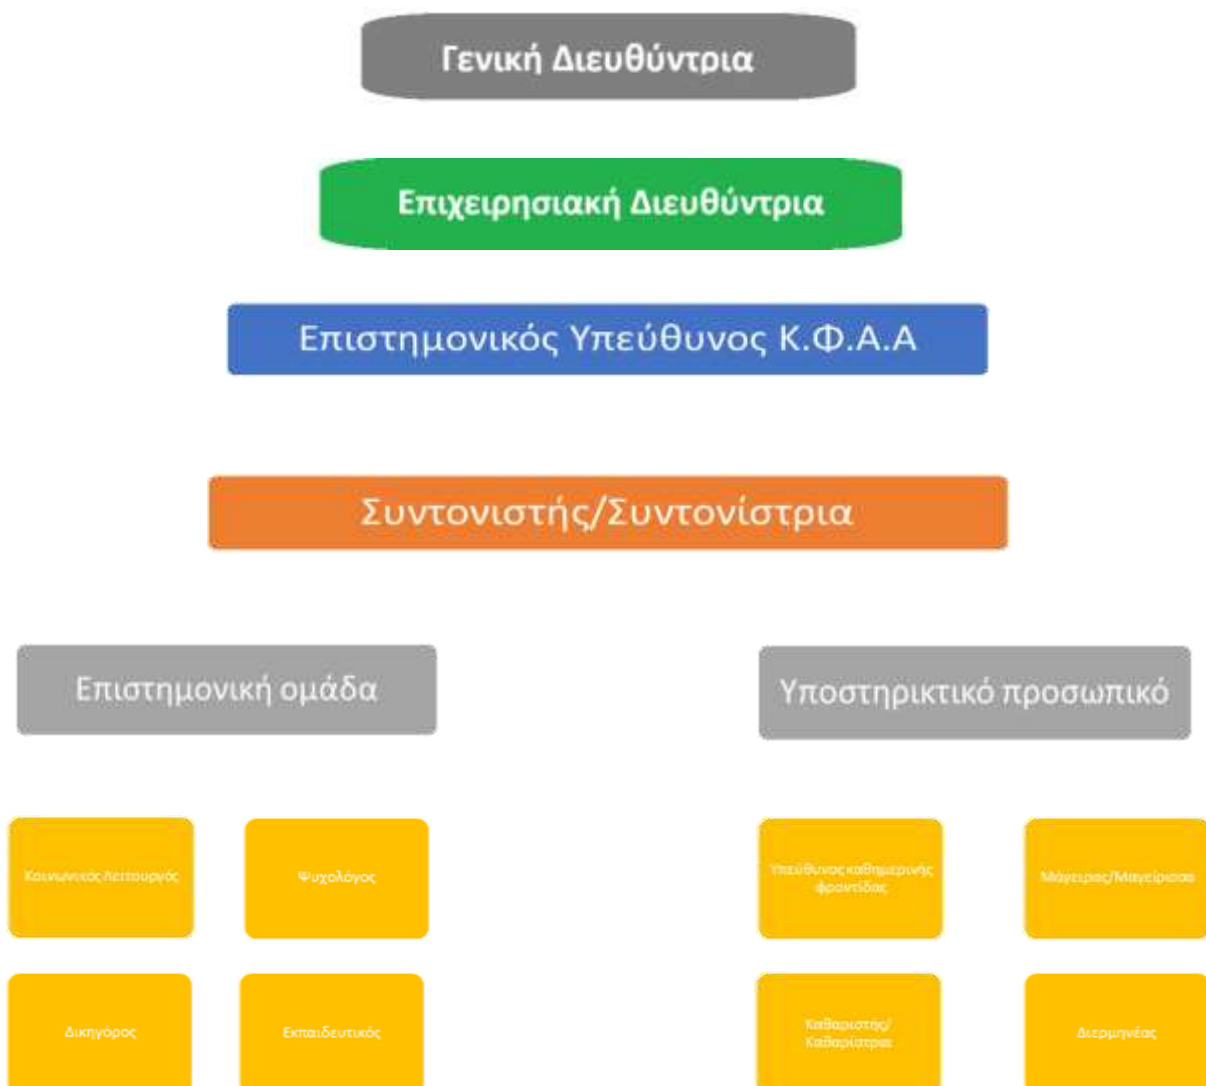 Γενική Διευθύντρια
Επιχειρησιακή Διευθύντρια
Επιστημονικός Υπεύθυνος Κ.Φ.Α.Α
Συντονιστής/Συντονίστρια
Επιστημονική ομάδα
Υποστηρικτικό προσωπικό
Κοινωνικός Λειτουργός
Ψυχολόγος
Υπεύθυνος καθημερινής
φροντίδας
Μάγειρας/Μαγείρισσα
Δικηγόρος
Εκπαιδευτικός
Καθαριστής/
Καθαρίστρια
Διερμηνέας